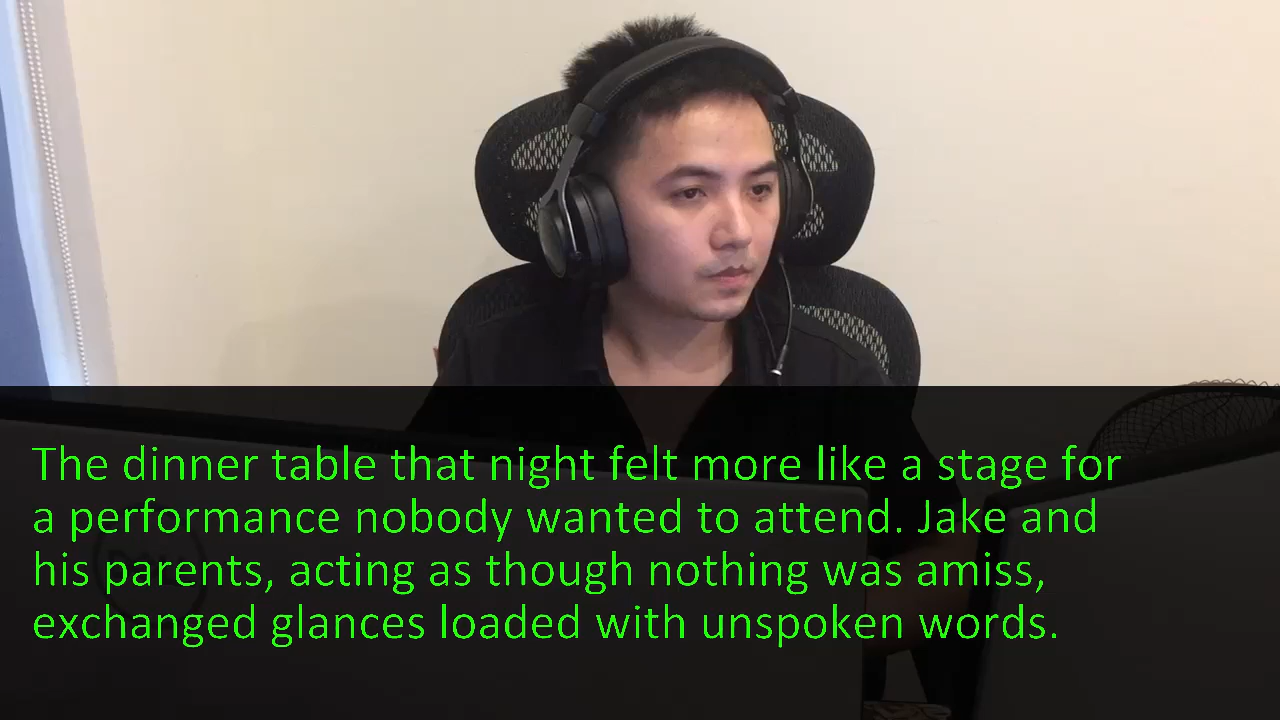 The dinner table that night felt more like a stage for
a performance nobody wanted to attend. Jake and
his parents, acting as though nothing was amiss,
exchanged glances loaded with unspoken words.